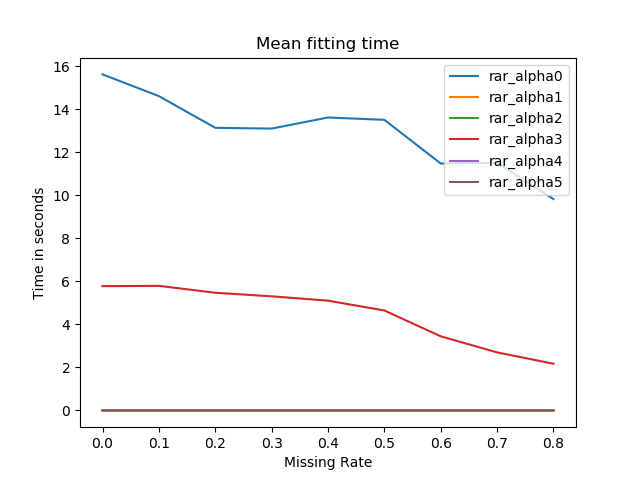 Mean fitting time
16
14
12
10
8
6
4
2
0
Time in seconds
rar_alpha0
rar_alpha1
rar_alpha2
rar_alpha3
rar_alpha4
rar_alpha5
0.0 0.1 0.2 0.3 0.4 0.5 0.6 0.7 0.8
Missing Rate